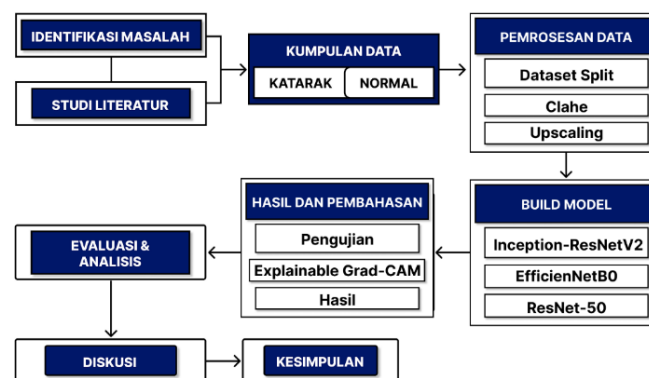 IDENTIFIKASI MASALAH
STUDI LITERATUR
KUMPULAN DATA
KATARAK
NORMAL
PEMROSESAN DATA
Dataset Split
Clahe
Upscaling
BUILD MODEL
Inception-ResNetV2
EfficienNetB0
ResNet-50
HASIL DAN PEMBAHASAN
Pengujian
Explainable Grad-CAM
Hasil
EVALUASI &
ANALISIS
DISKUSI
KESIMPULAN